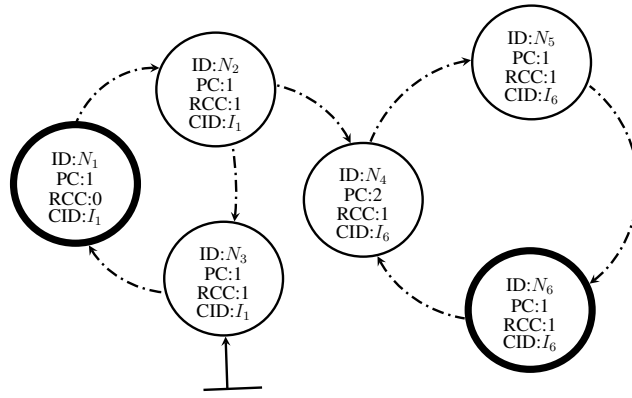 ID:N₁
PC:1
RCC:0
CID:I₁
ID:N₂
PC:1
RCC:1
CID:I₁
ID:N₃
PC:1
RCC:1
CID:I₁
ID:N₄
PC:2
RCC:1
CID:I₆
ID:N₅
PC:1
RCC:1
CID:I₆
ID:N₆
PC:1
RCC:1
CID:I₆